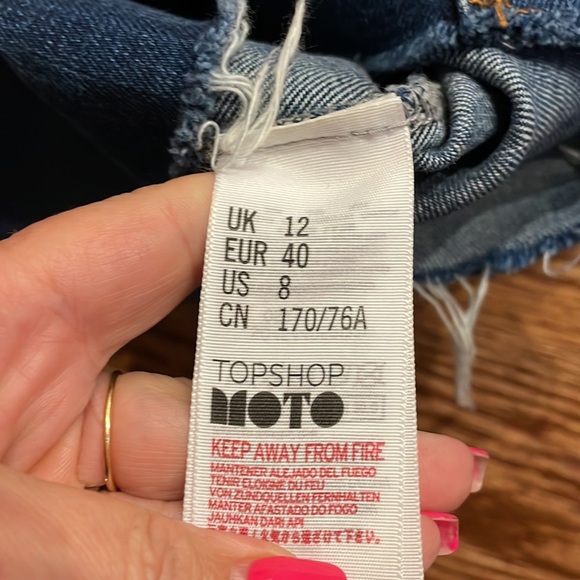 UK 12
EUR 40
US 8
CN 170/76A
TOPSHOP
MOTO
KEEP AWAY FROM FIRE
MANTENER ALEJADO DEL FUEGO
TENIR ELOIGNE DU FEU
VON ZUNDQUELLEN FERNHALTEN
MANTER AFASTADO DO FOGO
JAUHKAN DARI API